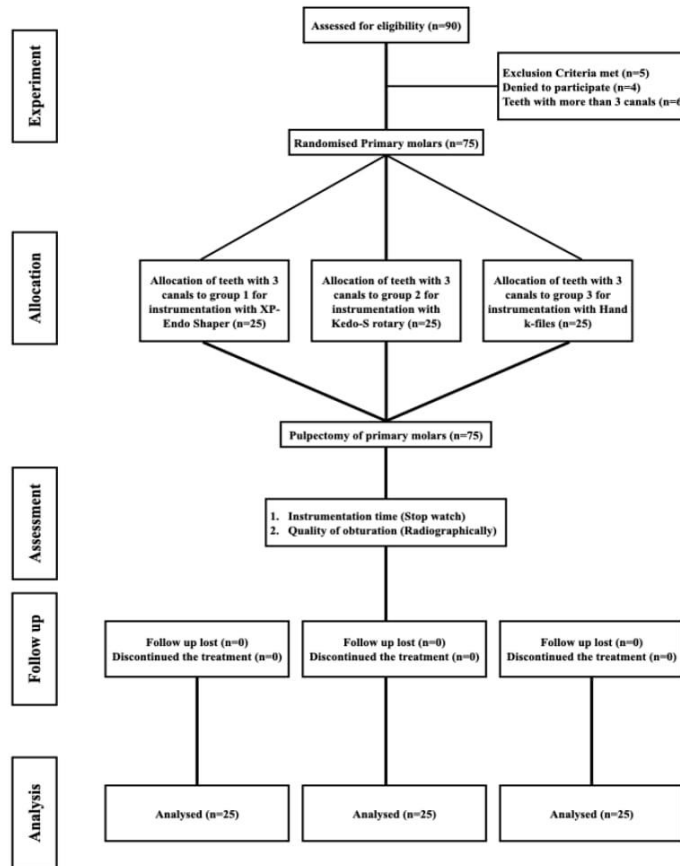 Experiment
Assessed for eligibility (n=90)
Exclusion Criteria met (n=5)
Denied to participate (n=4)
Teeth with more than 3 canals (n=6
Randomised Primary molars (n=75)
Allocation
Allocation of teeth with 3
canals to group 1 for
instrumentation with XP-
Endo Shaper (n=25)
Allocation of teeth with 3
canals to group 2 for
instrumentation with
Kedo-S rotary (n=25)
Allocation of teeth with 3
canals to group 3 for
instrumentation with Hand
k-files (n=25)
Pulpectomy of primary molars (n=75)
Assessment
1. Instrumentation time (Stop watch)
2. Quality of obturation (Radiographically)
Follow up
Follow up lost (n=0)
Discontinued the treatment (n=0)
Follow up lost (n=0)
Discontinued the treatment (n=0)
Follow up lost (n=0)
Discontinued the treatment (n=0)
Analysis
Analysed (n=25)
Analysed (n=25)
Analysed (n=25)